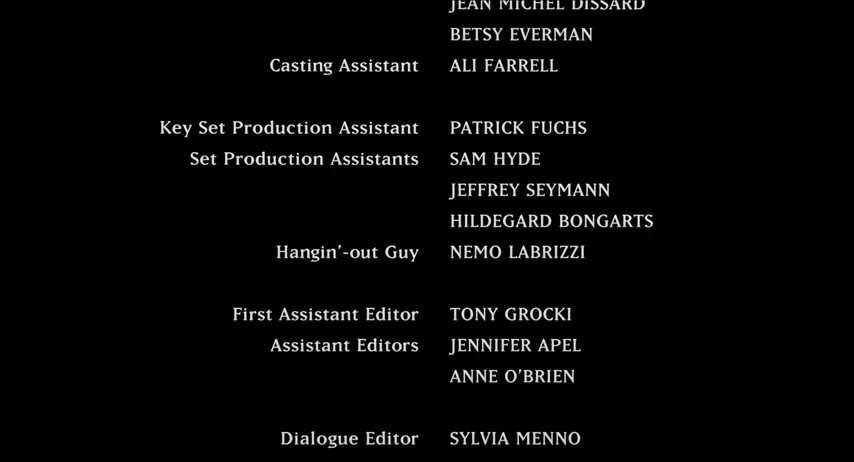 JEAN MICHEL DISSARD
BETSY EVERMAN
Casting Assistant ALI FARRELL
Key Set Production Assistant PATRICK FUCHS
Set Production Assistants SAM HYDE
JEFFREY SEYMANN
HILDEGARD BONGARTS
Hangin'-out Guy NEMO LABRIZZI
First Assistant Editor TONY GROCKI
Assistant Editors JENNIFER APEL
ANNE O'BRIEN
Dialogue Editor SYLVIA MENNO